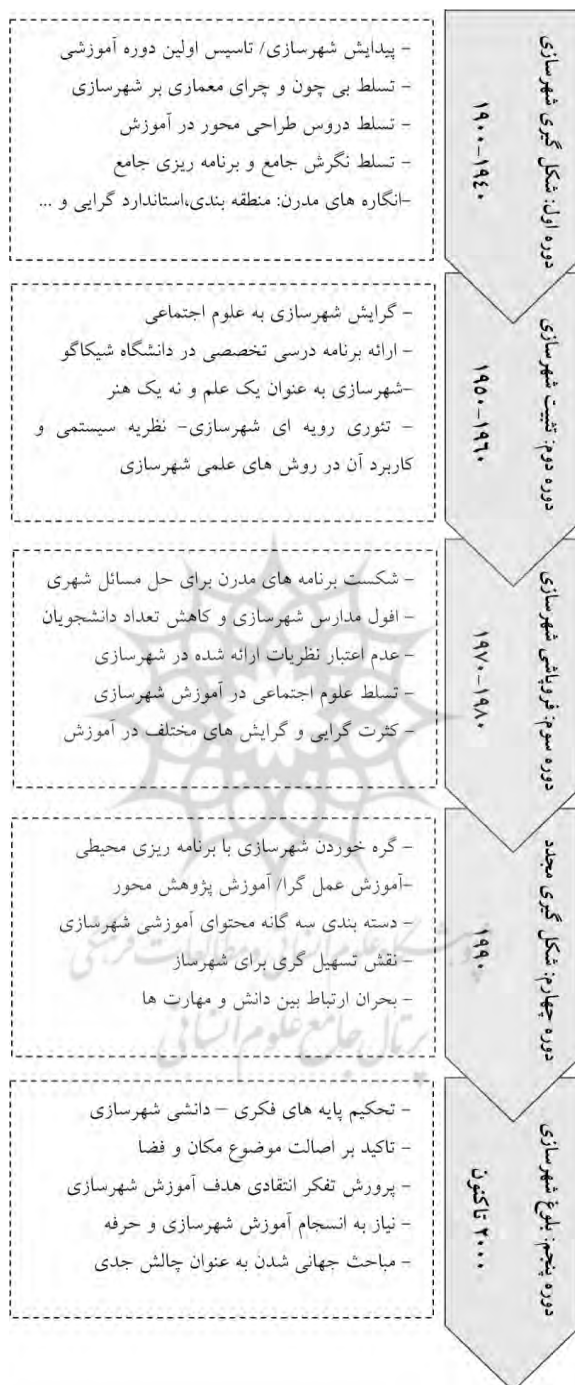 دوره اول: شکل گیری شهرسازی
۱۹۰۰-۱۹۴۰
- پیدایش شهرسازی/ تاسیس اولین دوره آموزشی
- تسلط بی چون و چرای معماری بر شهرسازی
- تسلط دروس طراحی محور در آموزش
- تسلط نگرش جامع و برنامه ریزی جامع
-انگاره های مدرن: منطقه بندی،استاندارد گرایی و ...
دوره دوم: تثبیت شهرسازی
۱۹۵۰-۱۹۶۰
- گرایش شهرسازی به علوم اجتماعی
- ارائه برنامه درسی تخصصی در دانشگاه شیکاگو
-شهرسازی به عنوان یک علم و نه یک هنر
- تئوری رویه ای شهرسازی- نظریه سیستمی و
کاربرد آن در روش های علمی شهرسازی
دوره سوم: فروپاشی شهرسازی
۱۹۷۰-۱۹۸۰
- شکست برنامه های مدرن برای حل مسائل شهری
- افول مدارس شهرسازی و کاهش تعداد دانشجویان
- عدم اعتبار نظریات ارائه شده در شهرسازی
- تسلط علوم اجتماعی در آموزش شهرسازی
- کثرت گرایی و گرایش های مختلف در آموزش
دوره چهارم: شکل گیری مجدد
۱۹۹۰
- گره خوردن شهرسازی با برنامه ریزی محیطی
-آموزش عمل گرا/ آموزش پژوهش محور
- دسته بندی سه گانه محتوای آموزشی شهرسازی
- نقش تسهیل گری برای شهرساز
- بحران ارتباط بین دانش و مهارت ها
پژوهشگاه علوم انسانی و مطالعات فرهنگی
پرتال جامع علوم انسانی
دوره پنجم: بلوغ شهرسازی
۲۰۰۰ تاکنون
- تحکیم پایه های فکری – دانشی شهرسازی
- تاکید بر اصالت موضوع مکان و فضا
- پرورش تفکر انتقادی هدف آموزش شهرسازی
- نیاز به انسجام آموزش شهرسازی و حرفه
- مباحث جهانی شدن به عنوان چالش جدی